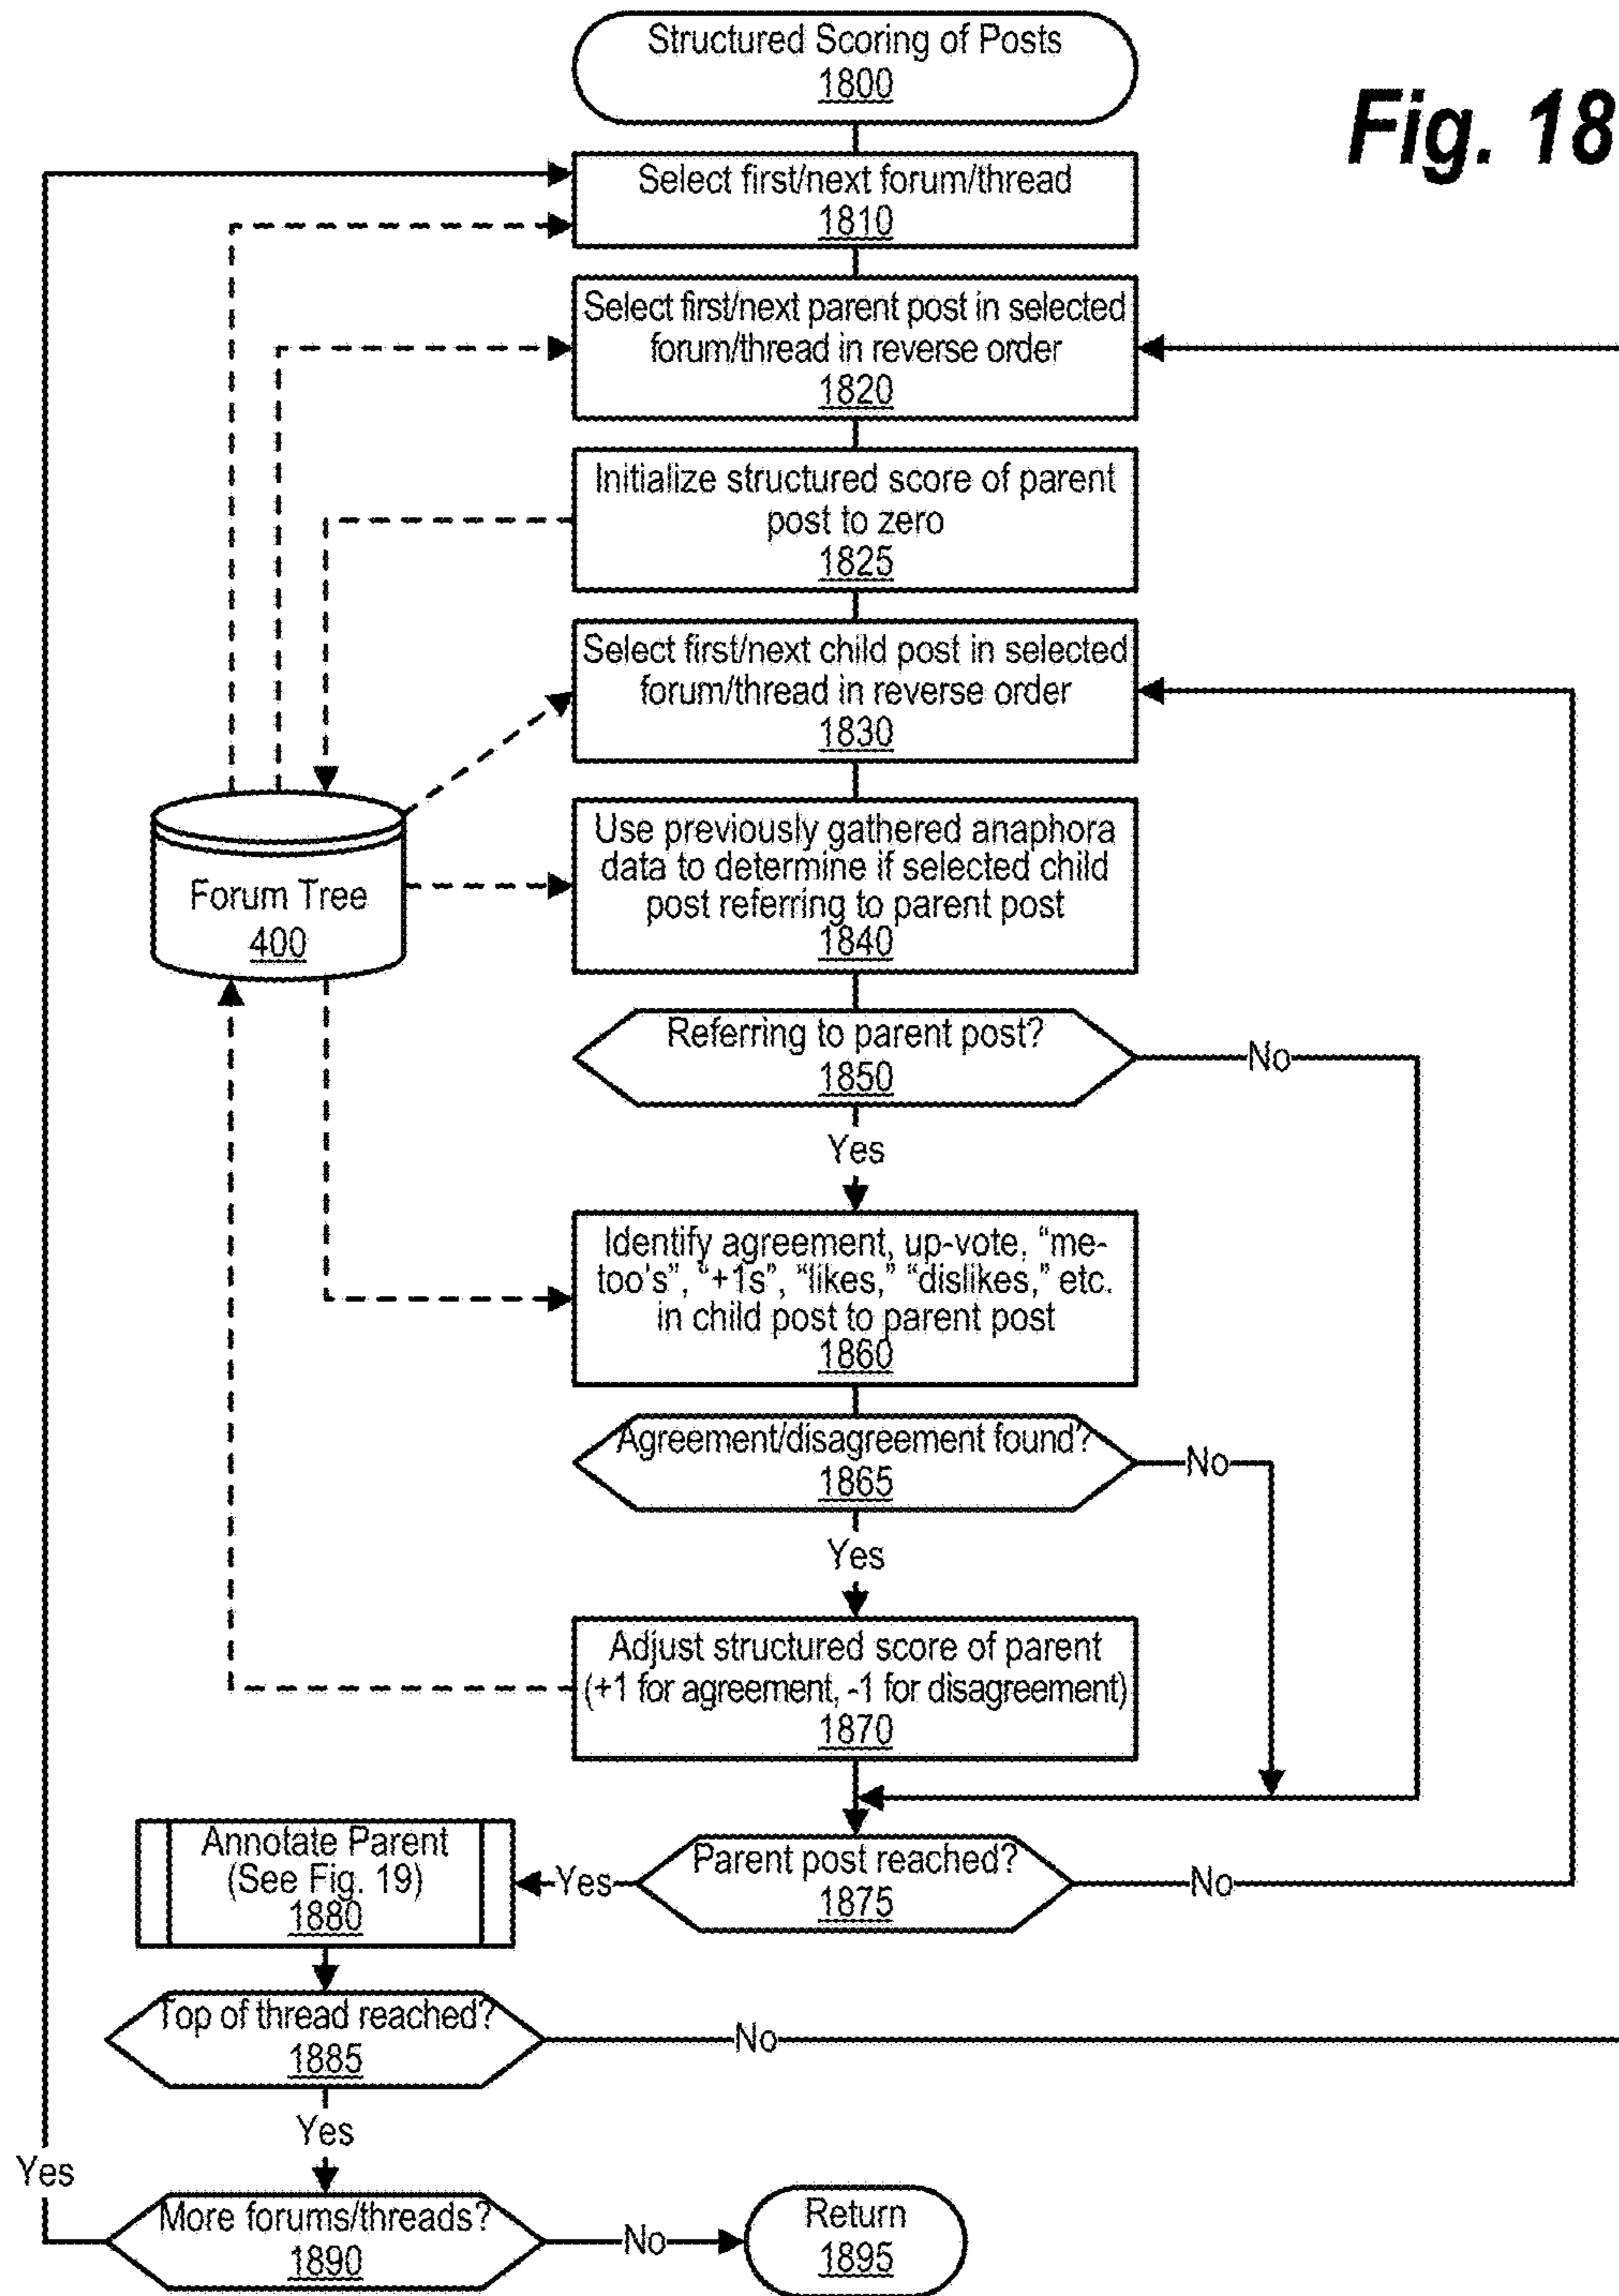 Structured Scoring of Posts
1800
Fig. 18
Select first/next forum/thread
1810
Select first/next parent post in selected
forum/thread in reverse order
1820
Initialize structured score of parent
post to zero
1825
Select first/next child post in selected
forum/thread in reverse order
1830
Use previously gathered anaphora
data to determine if selected child
post referring to parent post
1840
Forum Tree
400
Referring to parent post?
1850
No
Yes
Identify agreement, up-vote, “me-
too's”, “+1s”, “likes,” “dislikes,” etc.
in child post to parent post
1860
Agreement/disagreement found?
1865
No
Yes
Adjust structured score of parent
(+1 for agreement, -1 for disagreement)
1870
Annotate Parent
(See Fig. 19)
1880
Yes
Parent post reached?
1875
No
Top of thread reached?
1885
No
Yes
Yes
More forums/threads?
1890
No
Return
1895